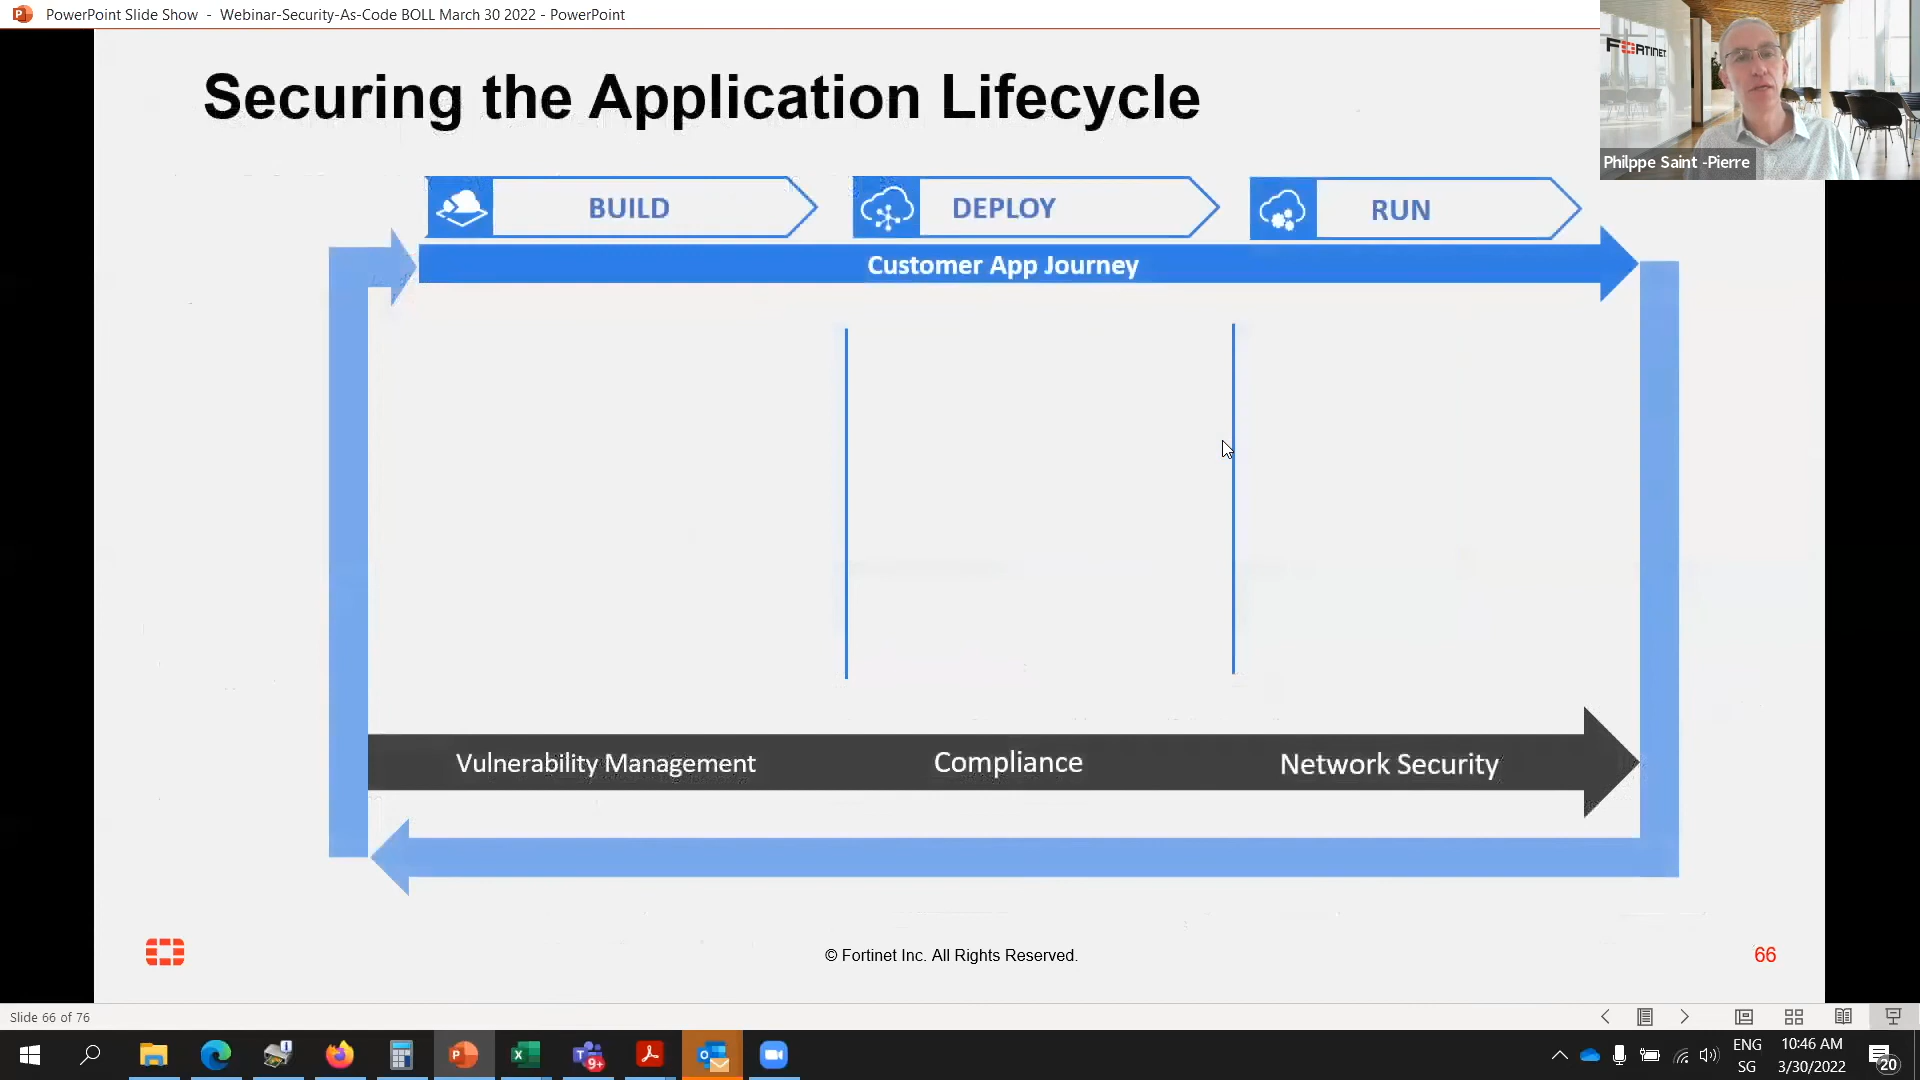 PowerPoint Slide Show - Webinar-Security-As-Code BOLL March 30 2022 - PowerPoint
FORTINET
Philppe Saint -Pierre
Securing the Application Lifecycle
BUILD
DEPLOY
RUN
Customer App Journey
Vulnerability Management
Compliance
Network Security
© Fortinet Inc. All Rights Reserved.
66
Slide 66 of 76
9+
ENG
SG
10:46 AM
3/30/2022
20